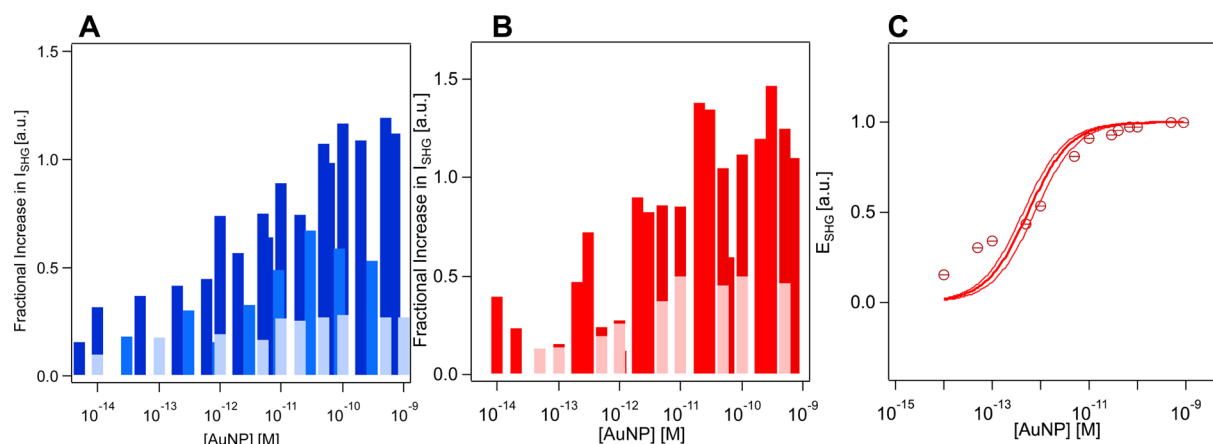 A
Fractional Increase in I_SHG [a.u.]
1.5
1.0
0.5
0.0
10^-14 10^-13 10^-12 10^-11 10^-10 10^-9
[AuNP] [M]
B
Fractional Increase in I_SHG [a.u.]
1.5
1.0
0.5
0.0
10^-14 10^-13 10^-12 10^-11 10^-10 10^-9
[AuNP] [M]
C
E_SHG [a.u.]
1.0
0.5
0.0
10^-15 10^-13 10^-11 10^-9
[AuNP] [M]